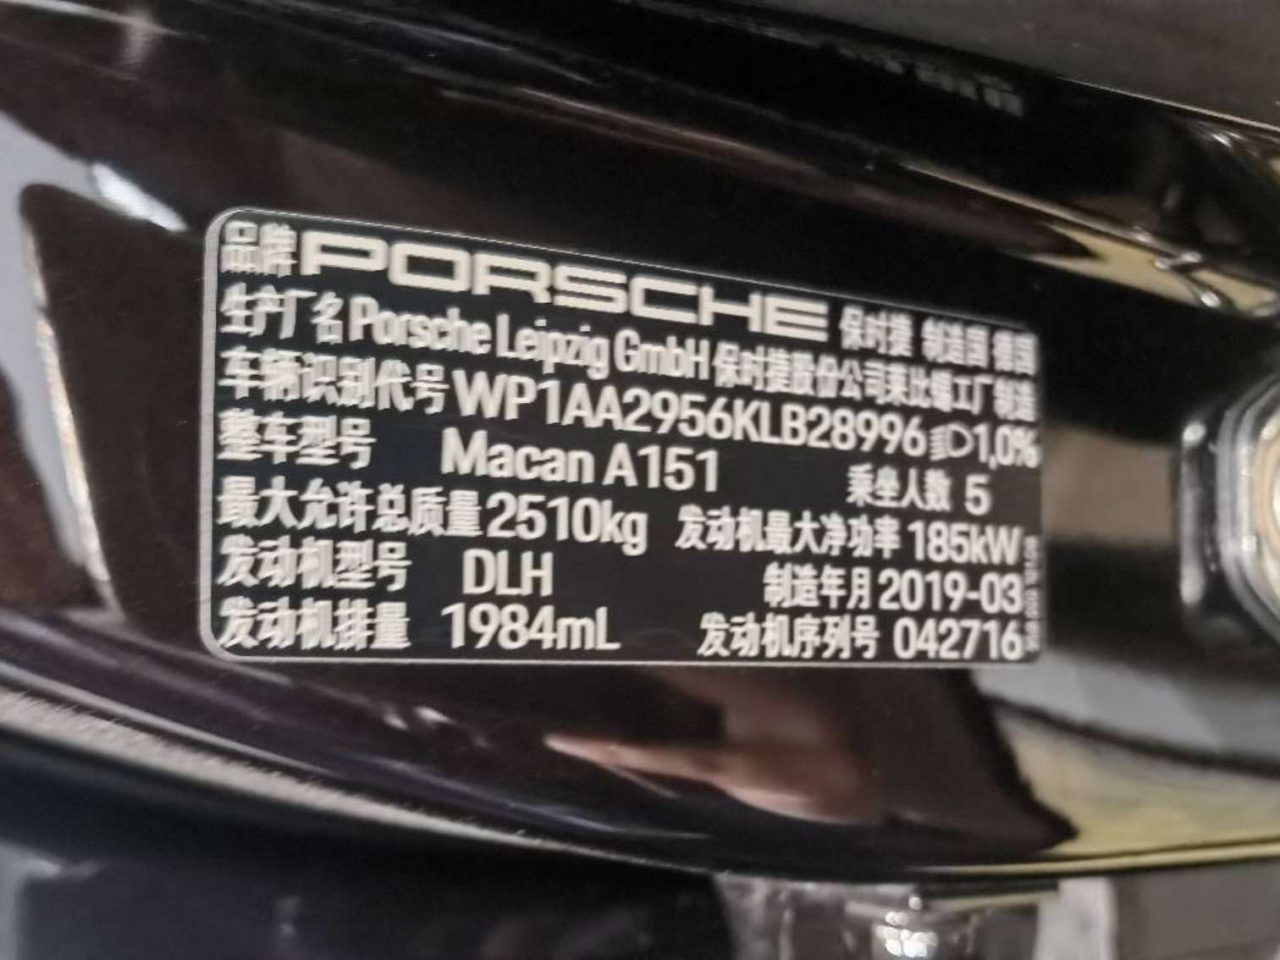 品牌 PORSCHE 保时捷 制造国 德国
生产厂名 Porsche Leipzig GmbH 保时捷股份公司莱比锡工厂制造
车辆识别代号 WP1AA2956KLB28996 1,0%
整车型号 Macan A151 乘坐人数 5
最大允许总质量 2510kg 发动机最大净功率 185kW
发动机型号 DLH 制造年月 2019-03
发动机排量 1984mL 发动机序列号 042716